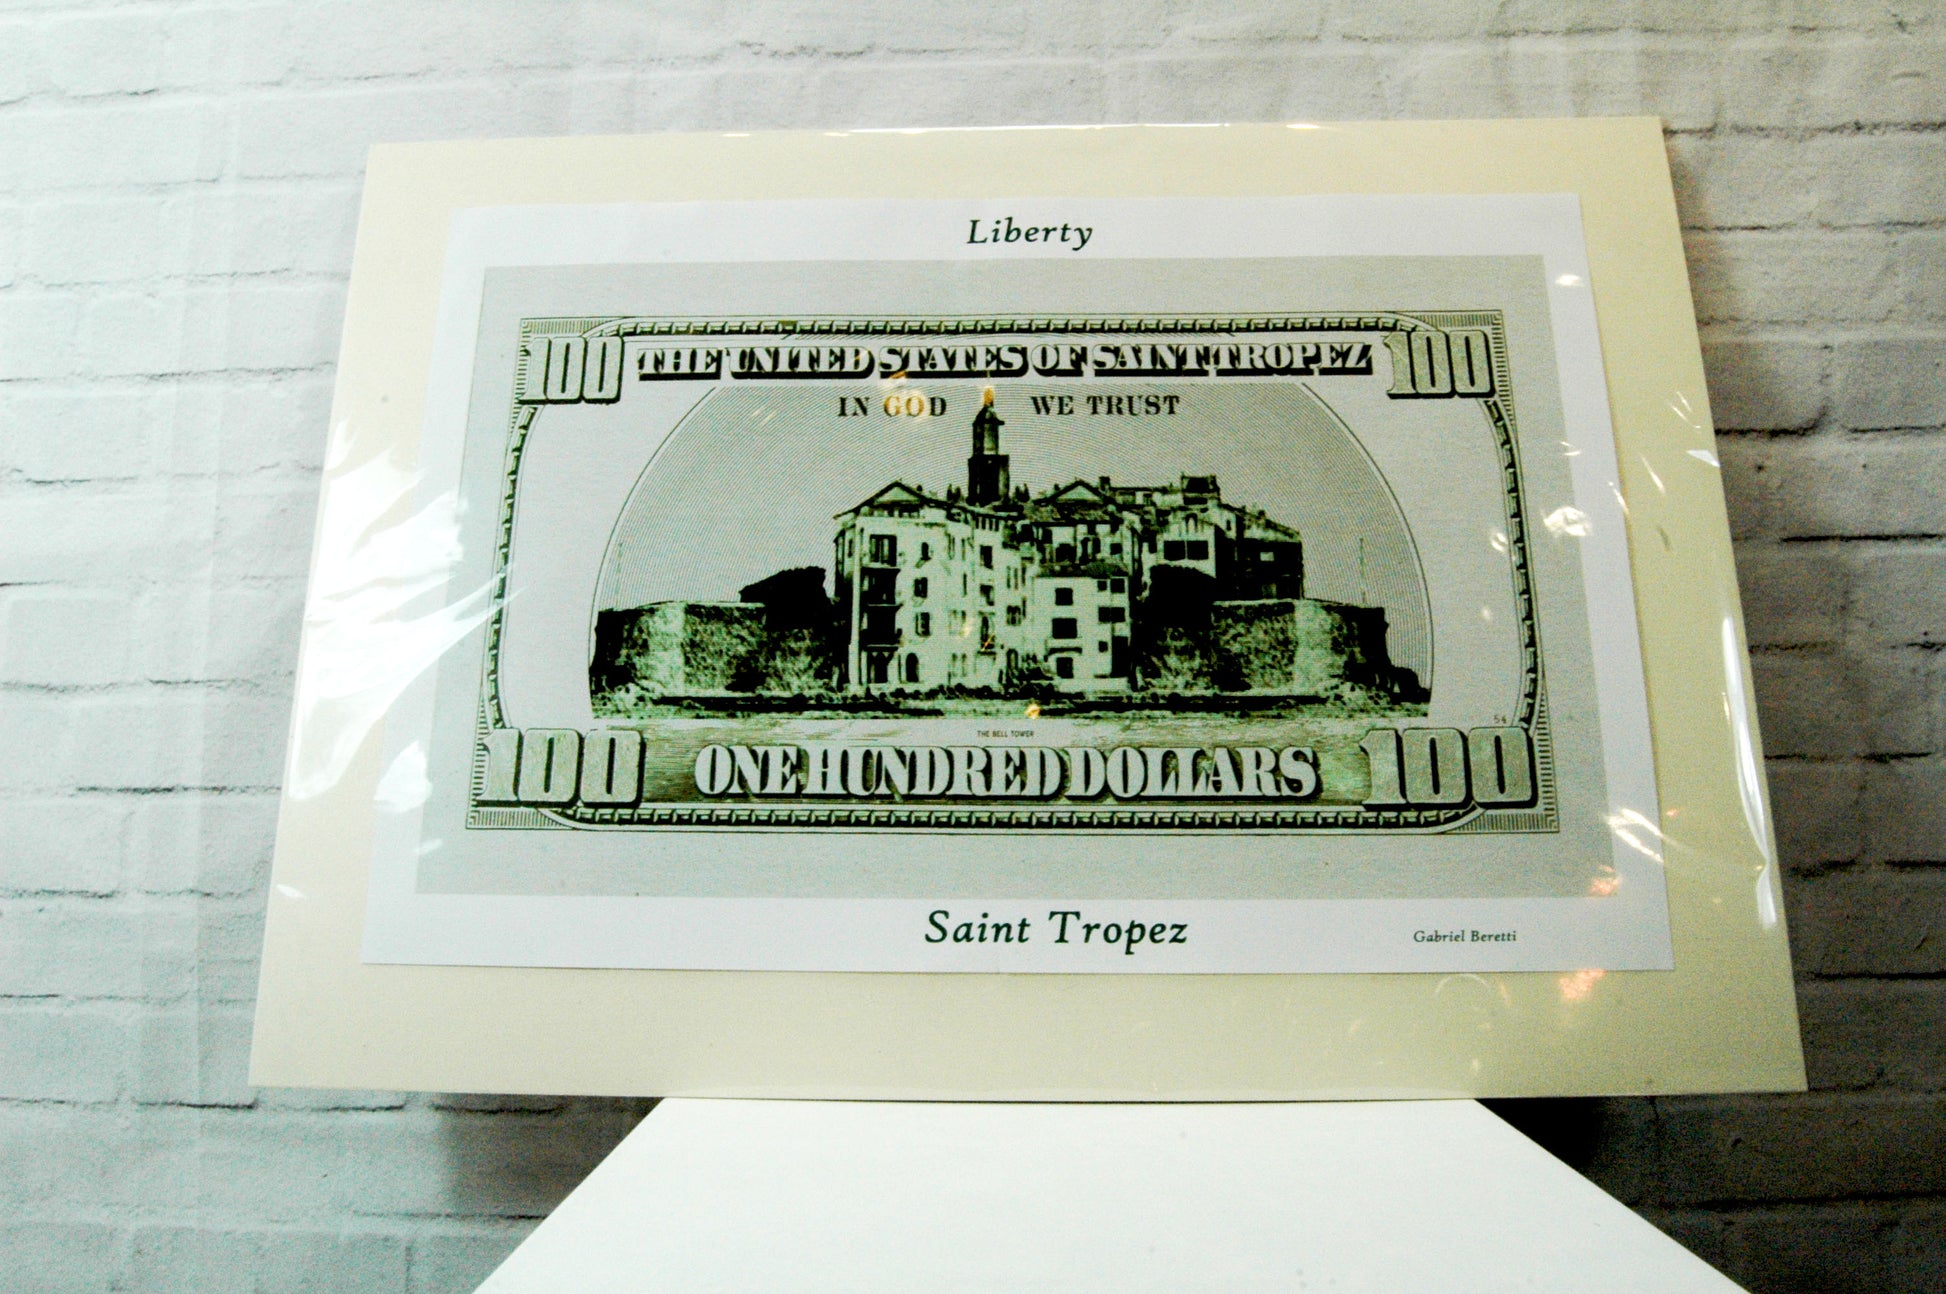 Liberty
100 THE UNITED STATES OF SAINT TROPEZ 100
IN GOD WE TRUST
54
THE BELL TOWER
100 ONE HUNDRED DOLLARS 100
Saint Tropez
Gabriel Beretti